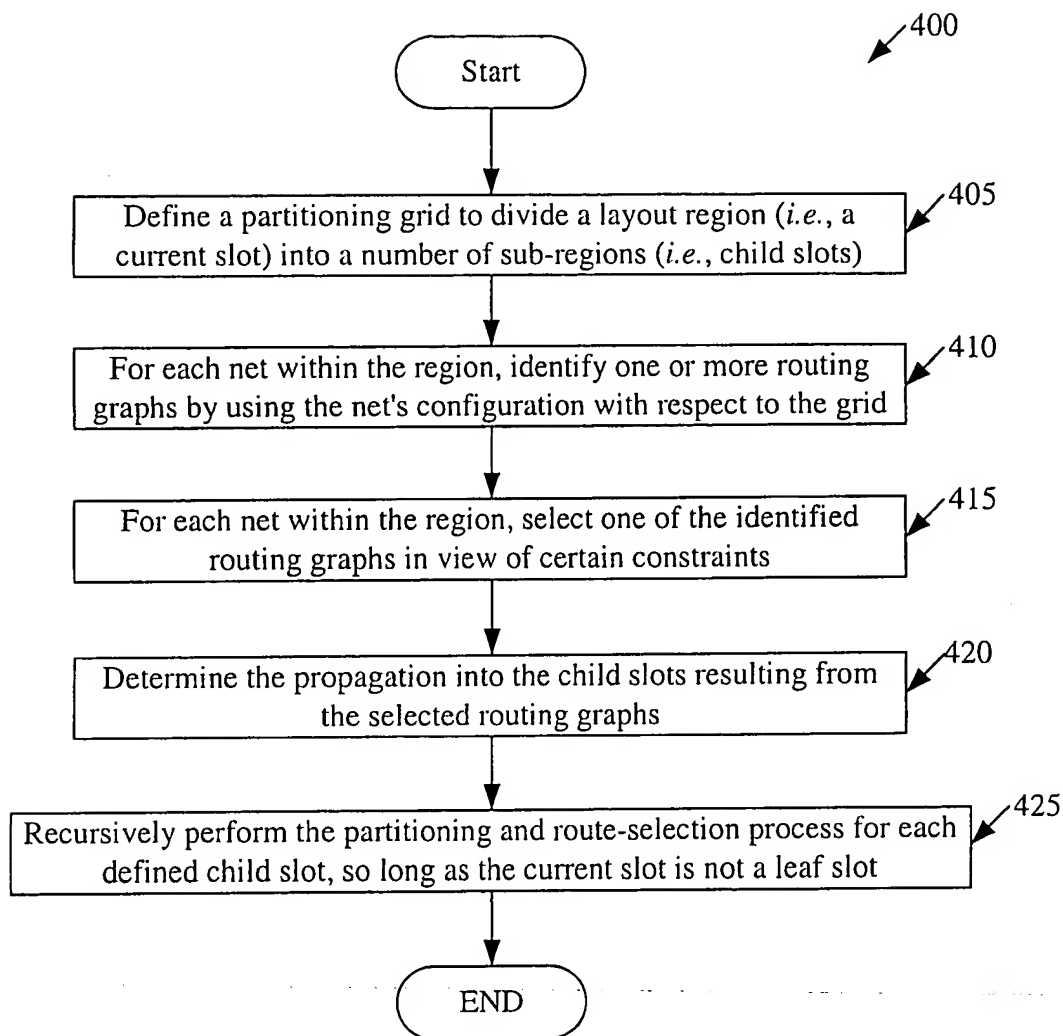 400
Start
405
Define a partitioning grid to divide a layout region (i.e., a
current slot) into a number of sub-regions (i.e., child slots)
410
For each net within the region, identify one or more routing
graphs by using the net's configuration with respect to the grid
415
For each net within the region, select one of the identified
routing graphs in view of certain constraints
420
Determine the propagation into the child slots resulting from
the selected routing graphs
425
Recursively perform the partitioning and route-selection process for each
defined child slot, so long as the current slot is not a leaf slot
END